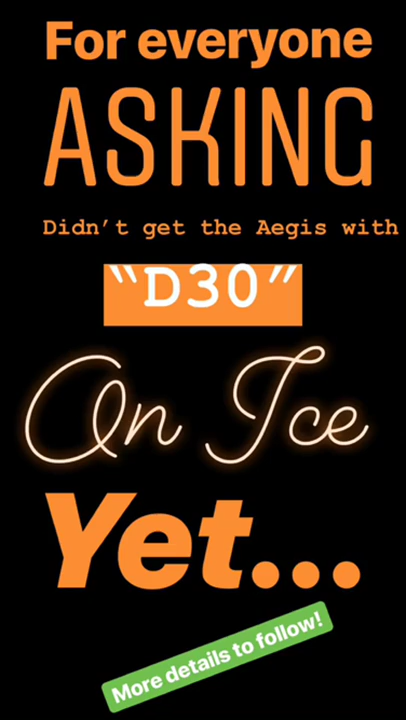 For everyone
ASKING
Didn't get the Aegis with
"D30"
On Ice
Yet...
More details to follow!